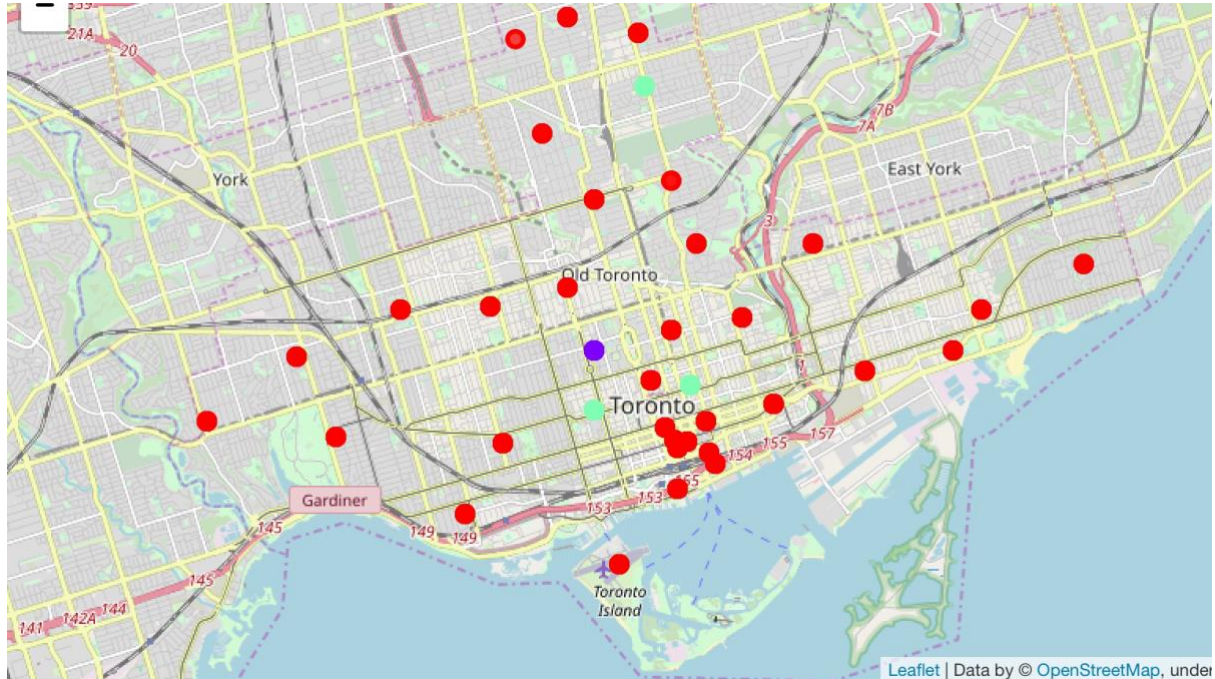 −
21A
20
7B
7A
East York
York
3
Old Toronto
1
Toronto
157
155
154
155
153
153
Gardiner
149
149
145
145
144
142A
141
Toronto
Island
Leaflet | Data by © OpenStreetMap, under